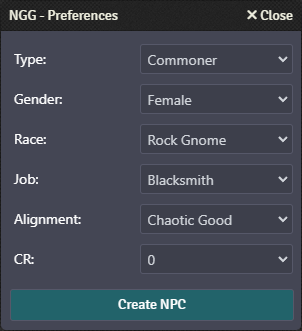 NGG - Preferences ✕ Close
Type: Commoner
Gender: Female
Race: Rock Gnome
Job: Blacksmith
Alignment: Chaotic Good
CR: 0
Create NPC